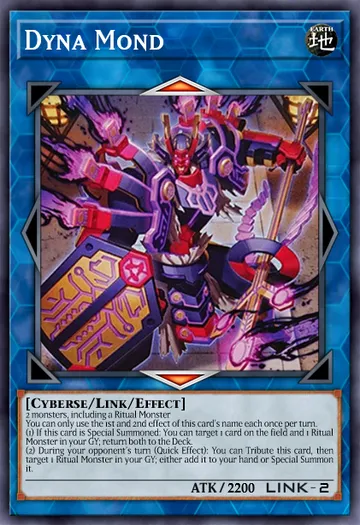 Dyna Mond
EARTH
地
[Cyberse/Link/Effect]
2 monsters, including a Ritual Monster
You can only use the 1st and 2nd effect of this card's name each once per turn.
(1) If this card is Special Summoned: You can target 1 card on the field and 1 Ritual
Monster in your GY; return both to the Deck.
(2) During your opponent's turn (Quick Effect): You can Tribute this card, then
target 1 Ritual Monster in your GY; either add it to your hand or Special Summon
it.
ATK / 2200 LINK-2